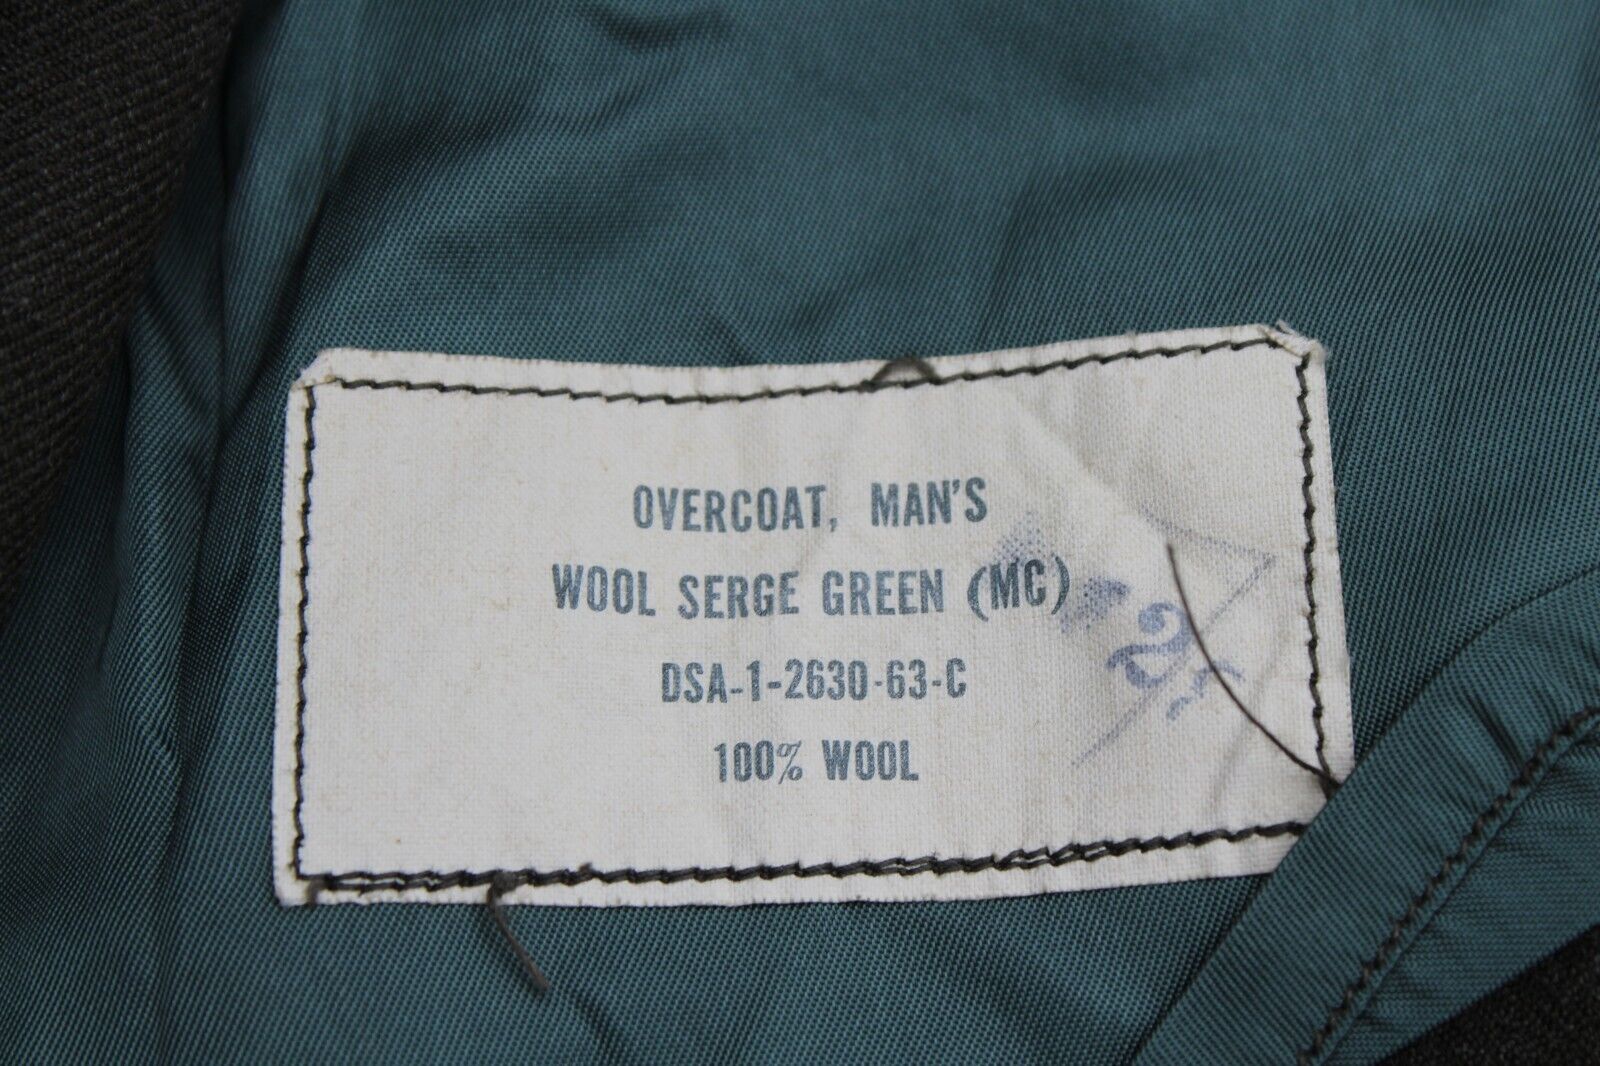 OVERCOAT, MAN'S
WOOL SERGE GREEN (MC)
DSA-1-2630-63-C
100% WOOL